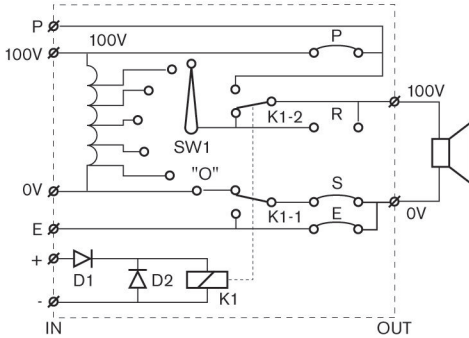 P
P
100V
100V
100V
K1-2
R
SW1
"O"
S
0V
K1-1
0V
E
E
+
D1
D2
K1
-
IN
OUT